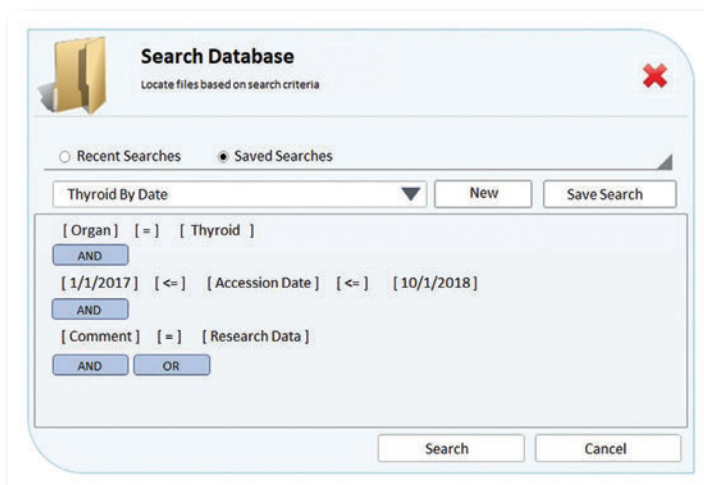 Search Database
Locate files based on search criteria
Recent Searches Saved Searches
Thyroid By Date New Save Search
[ Organ ] [ = ] [ Thyroid ]
AND
[ 1/1/2017 ] [ <= ] [ Accession Date ] [ <= ] [ 10/1/2018 ]
AND
[ Comment ] [ = ] [ Research Data ]
AND OR
Search Cancel